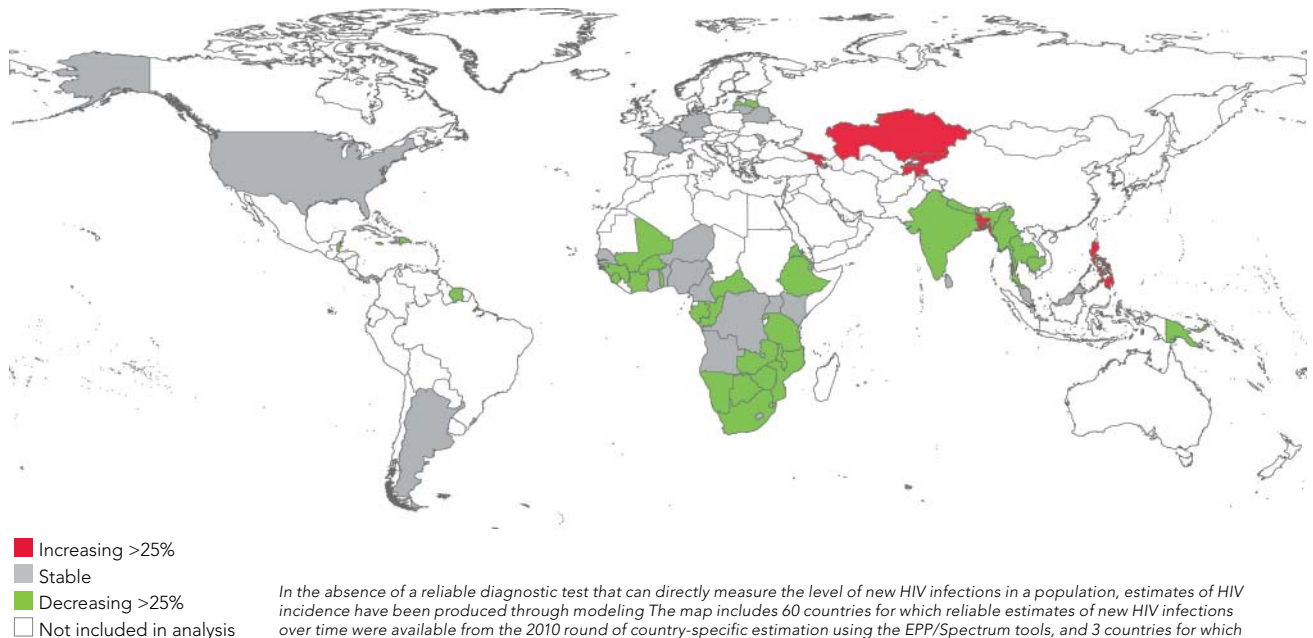 Increasing >25%
Stable
Decreasing >25%
Not included in analysis
In the absence of a reliable diagnostic test that can directly measure the level of new HIV infections in a population, estimates of HIV
incidence have been produced through modeling The map includes 60 countries for which reliable estimates of new HIV infections
over time were available from the 2010 round of country-specific estimation using the EPP/Spectrum tools, and 3 countries for which